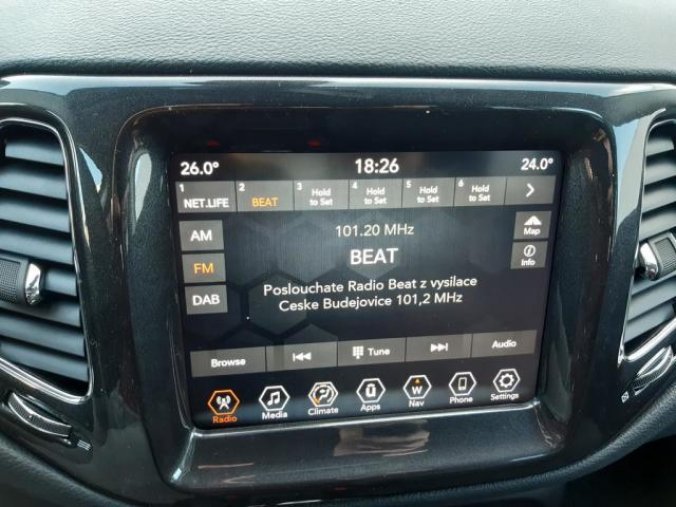 26.0° 18:26 24.0°
1 2 3 Hold 4 Hold 5 Hold 6 Hold
NET.LIFE BEAT to Set to Set to Set to Set
101.20 MHz
AM Map
BEAT
FM Info
Poslouchate Radio Beat z vysilace
DAB Ceske Budejovice 101,2 MHz
Browse Tune Audio
Radio Media Climate Apps Nav Phone Settings